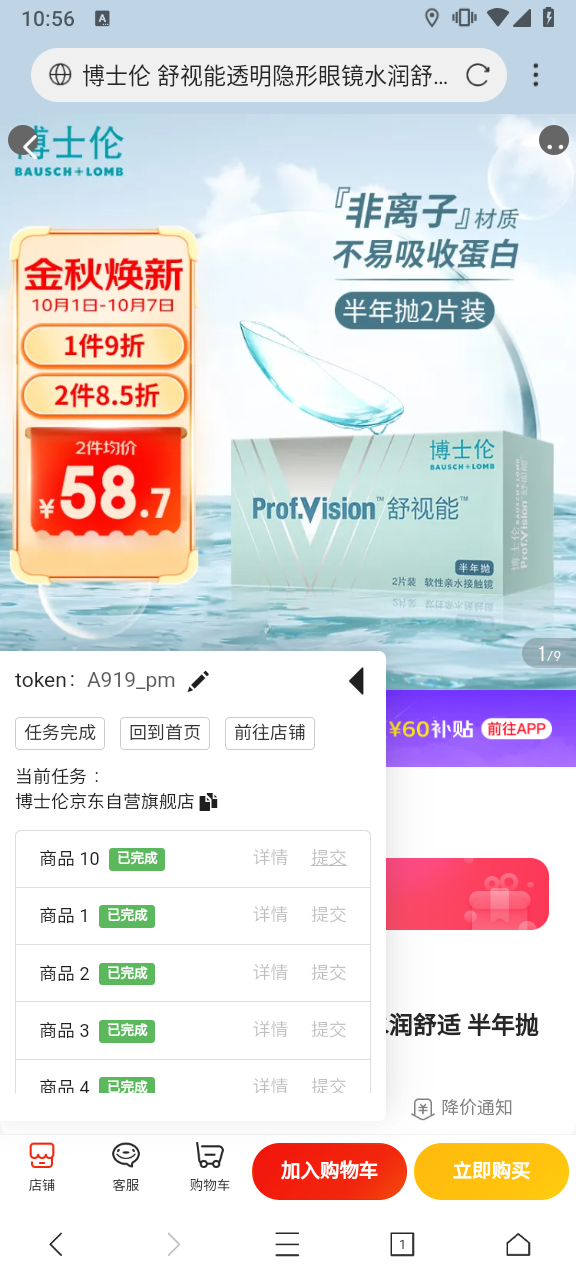 10:56
博士伦 舒视能透明隐形眼镜水润舒...
博士伦
BAUSCH+LOMB
『非离子』材质
不易吸收蛋白
半年抛2片装
金秋焕新
10月1日-10月7日
1件9折
2件8.5折
2件均价
¥58.7
博士伦
BAUSCH+LOMB
Prof.Vision™ 舒视能™
半年抛
2片装 软性亲水接触镜
1/9
token： A919_pm
¥60补贴 前往APP
任务完成 回到首页 前往店铺
当前任务：
博士伦京东自营旗舰店
商品 10 已完成 详情 提交
商品 1 已完成 详情 提交
商品 2 已完成 详情 提交
商品 3 已完成 详情 提交
润舒适 半年抛
商品 4 已完成 详情 提交
降价通知
店铺 客服 购物车 加入购物车 立即购买
1